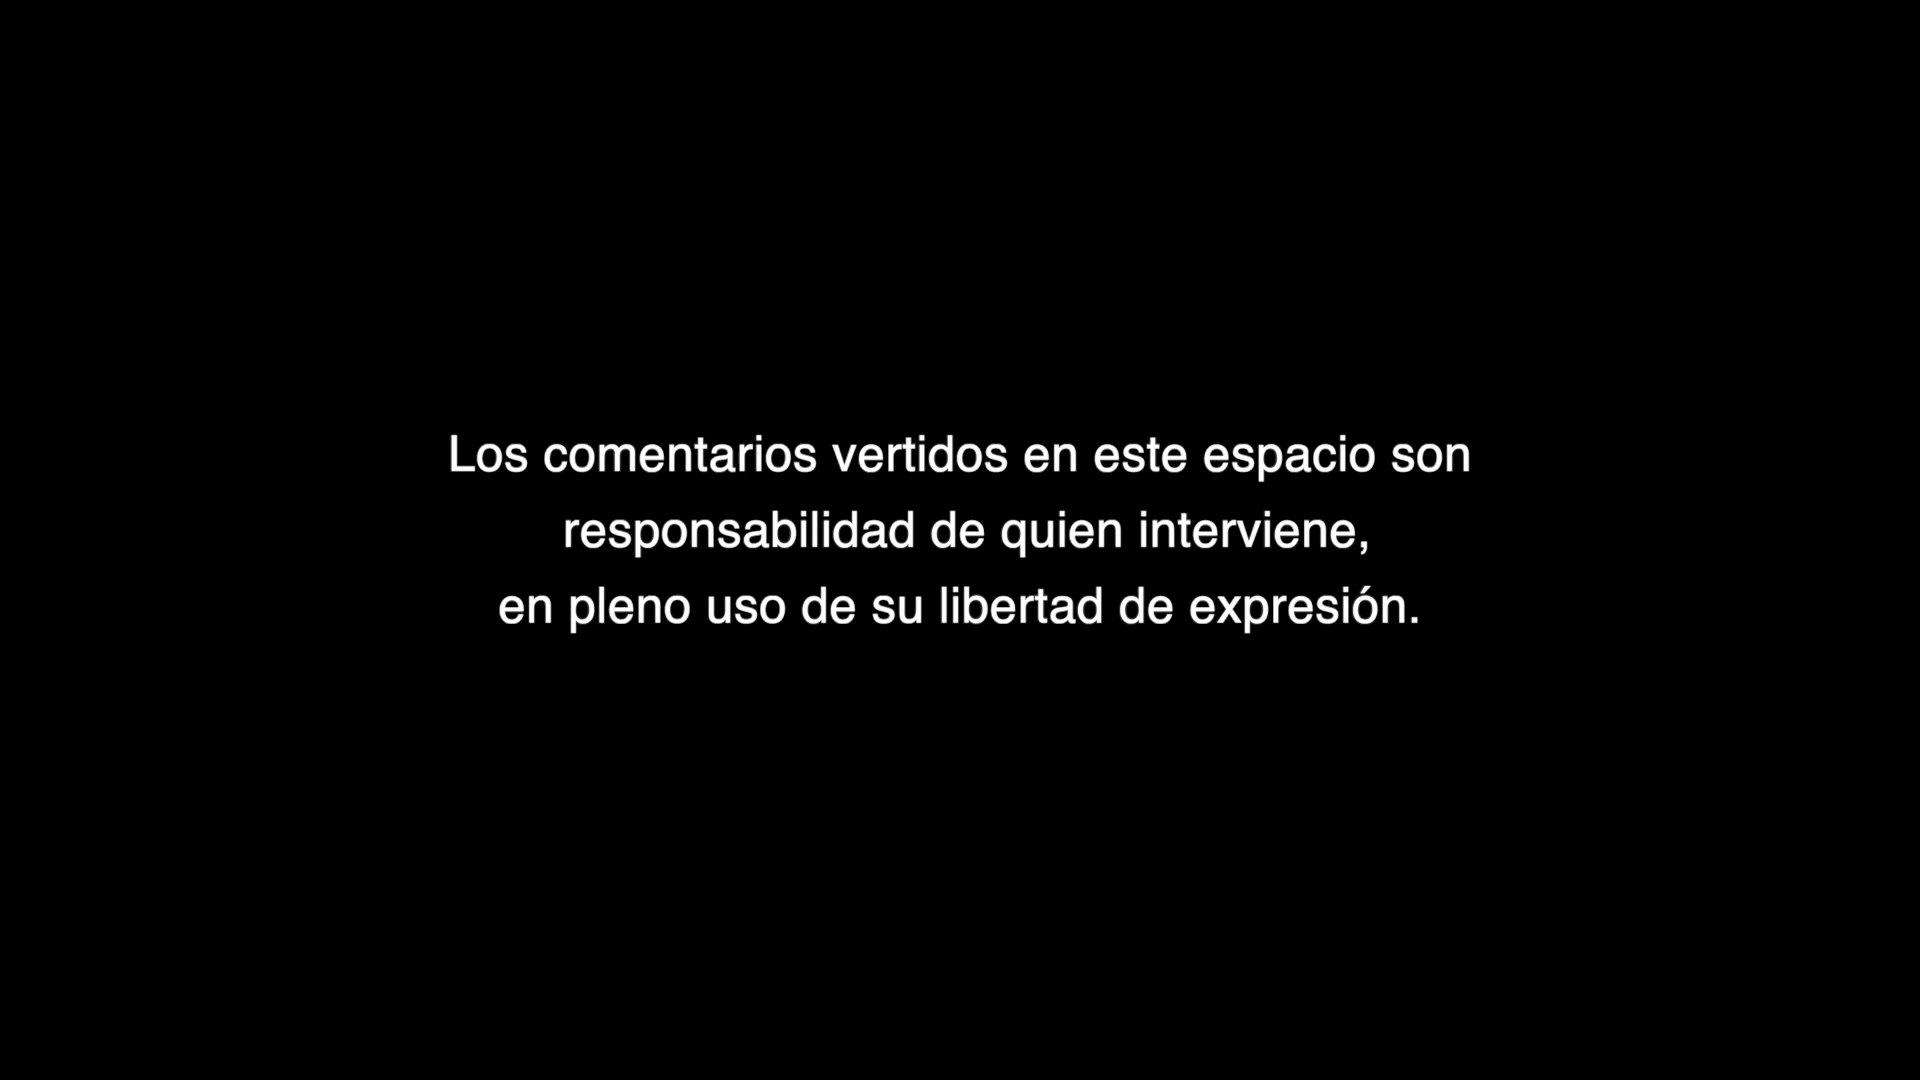 Los comentarios vertidos en este espacio son
responsabilidad de quien interviene,
en pleno uso de su libertad de expresión.